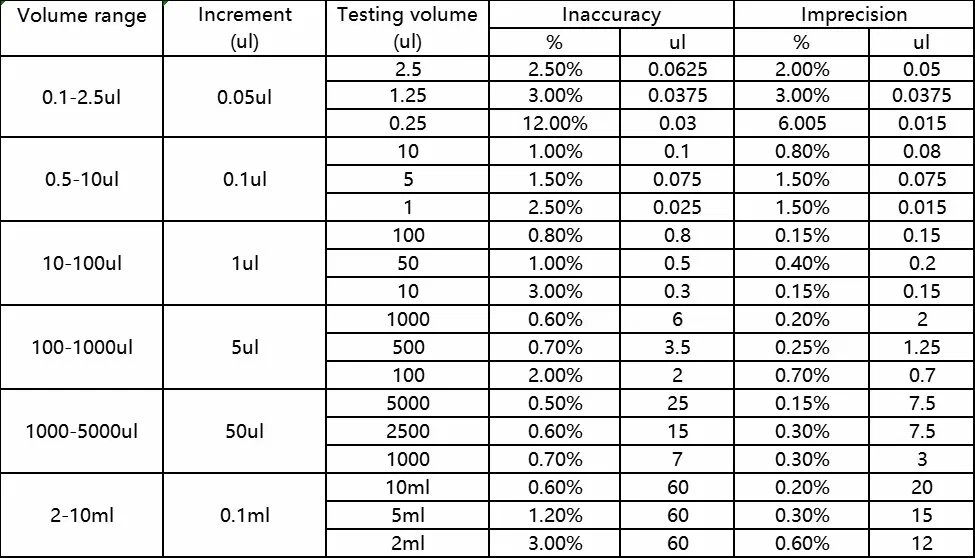 Volume range Increment (ul) Testing volume (ul) Inaccuracy Imprecision
% ul % ul
0.1-2.5ul 0.05ul 2.5 2.50% 0.0625 2.00% 0.05
1.25 3.00% 0.0375 3.00% 0.0375
0.25 12.00% 0.03 6.005 0.015
0.5-10ul 0.1ul 10 1.00% 0.1 0.80% 0.08
5 1.50% 0.075 1.50% 0.075
1 2.50% 0.025 1.50% 0.015
10-100ul 1ul 100 0.80% 0.8 0.15% 0.15
50 1.00% 0.5 0.40% 0.2
10 3.00% 0.3 0.15% 0.15
100-1000ul 5ul 1000 0.60% 6 0.20% 2
500 0.70% 3.5 0.25% 1.25
100 2.00% 2 0.70% 0.7
1000-5000ul 50ul 5000 0.50% 25 0.15% 7.5
2500 0.60% 15 0.30% 7.5
1000 0.70% 7 0.30% 3
2-10ml 0.1ml 10ml 0.60% 60 0.20% 20
5ml 1.20% 60 0.30% 15
2ml 3.00% 60 0.60% 12